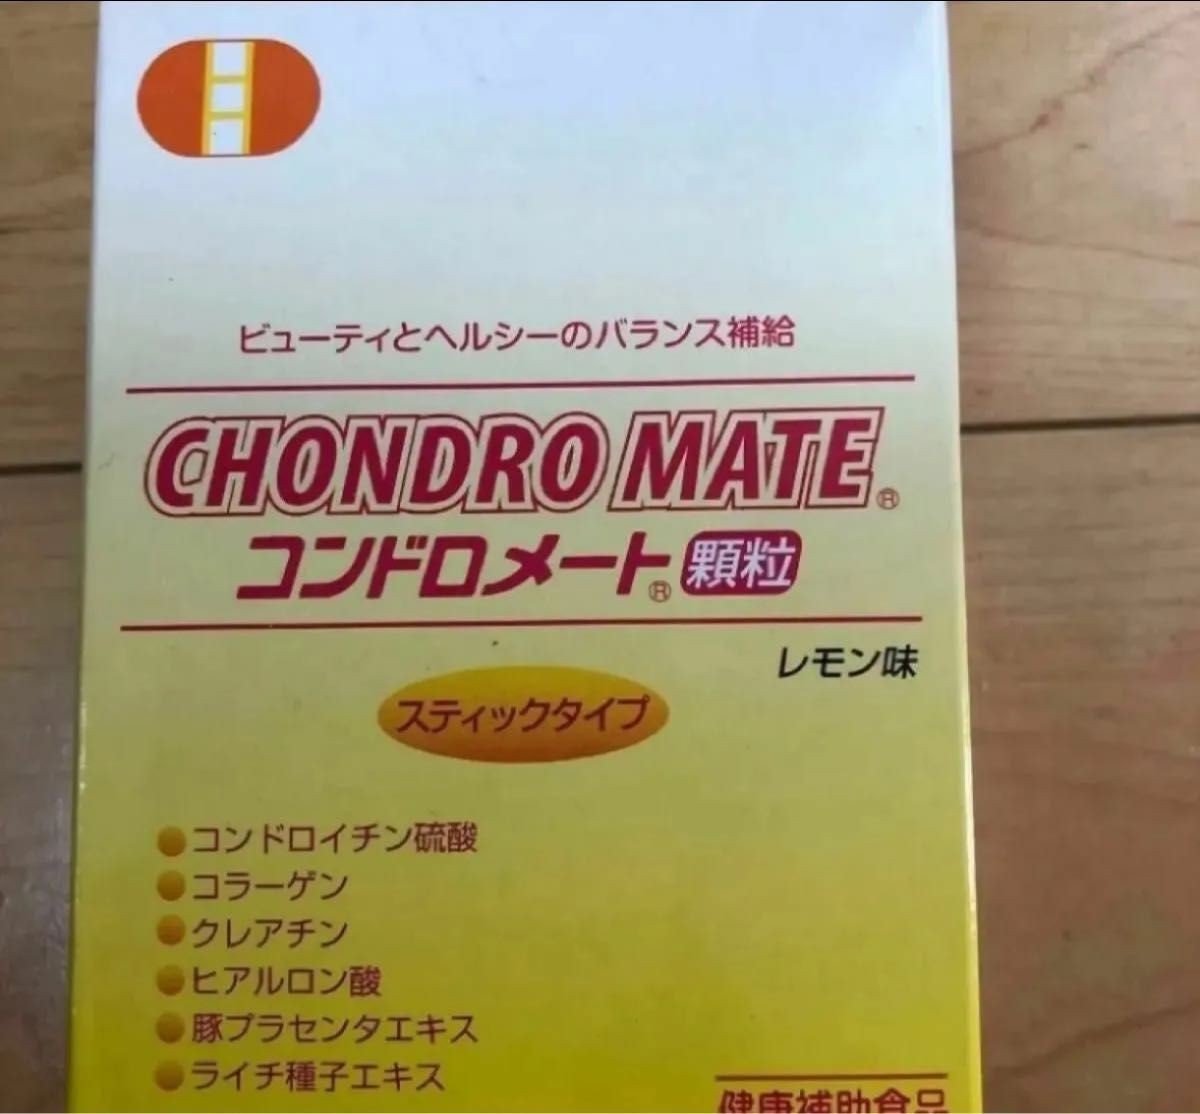 ビューティとヘルシーのバランス補給
CHONDRO MATE®
コンドロメート® 顆粒
レモン味
スティックタイプ
●コンドロイチン硫酸
●コラーゲン
●クレアチン
●ヒアルロン酸
●豚プラセンタエキス
●ライチ種子エキス
健康補助食品